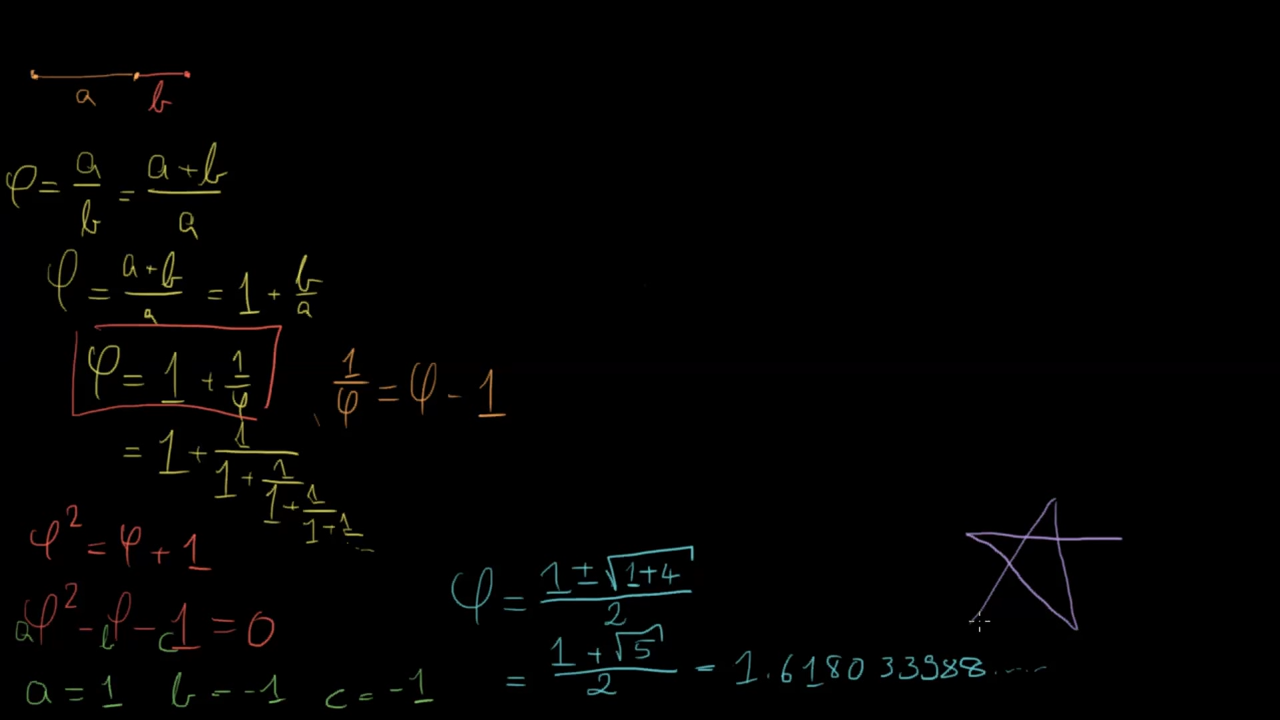 a b
φ = a/b = (a+b)/a
φ = (a+b)/a = 1 + b/a
φ = 1 + 1/φ
1/φ = φ - 1
= 1 + 1/(1 + 1/(1 + 1/(1 + 1/...
φ² = φ + 1
φ² - φ - 1 = 0
a b c
a = 1 b = -1 c = -1
φ = (1 ± √(1+4))/2
= (1 + √5)/2 = 1.618033988.....